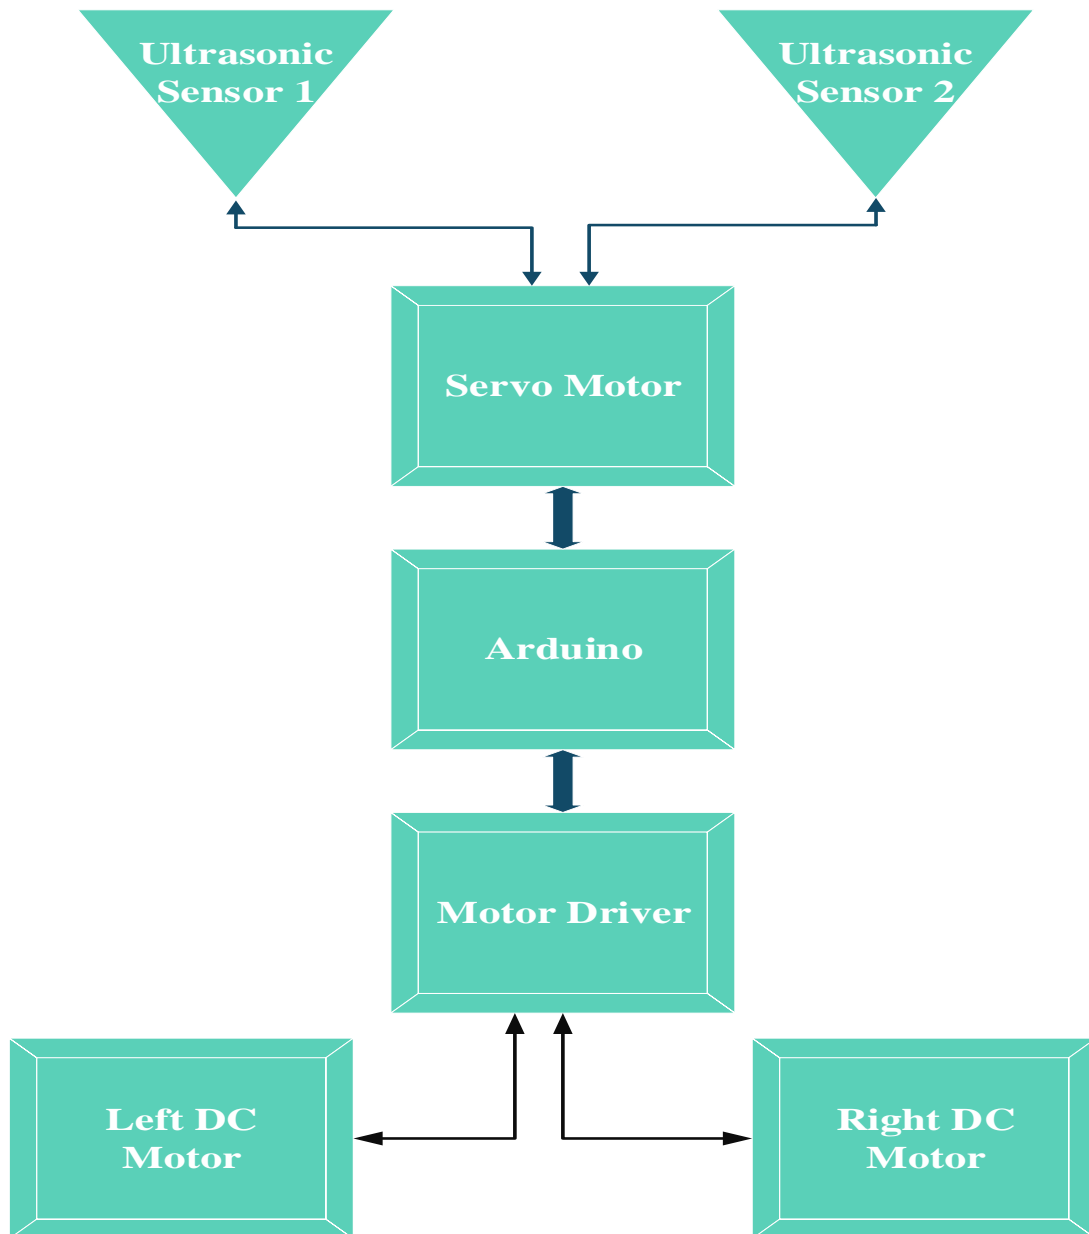 Ultrasonic
Sensor 1
Ultrasonic
Sensor 2
Servo Motor
Arduino
Motor Driver
Left DC
Motor
Right DC
Motor